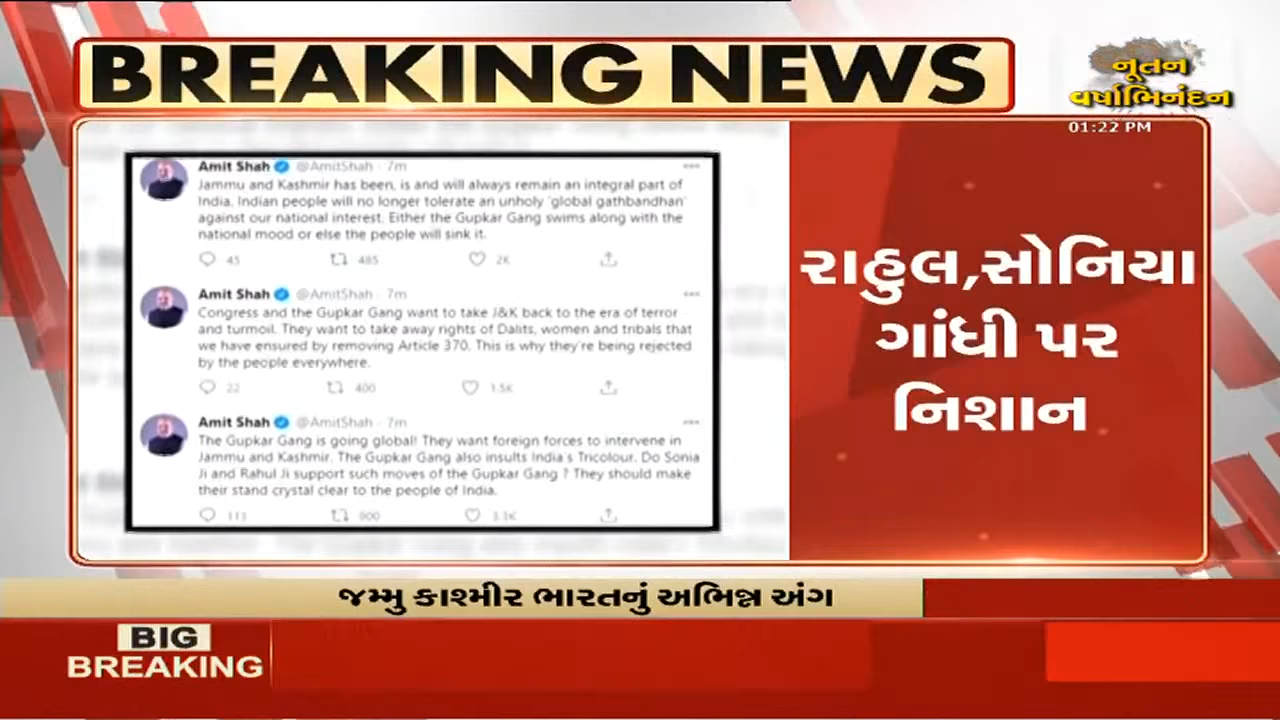 BREAKING NEWS
નૂતન
વર્ષાભિનંદન
01:22 PM
Amit Shah @AmitShah · 7m
Jammu and Kashmir has been, is and will always remain an integral part of
India. Indian people will no longer tolerate an unholy 'global gathbandhan'
against our national interest. Either the Gupkar Gang swims along with the
national mood or else the people will sink it.
45 485 2K
Amit Shah @AmitShah · 7m
Congress and the Gupkar Gang want to take J&K back to the era of terror
and turmoil. They want to take away rights of Dalits, women and tribals that
we have ensured by removing Article 370. This is why they're being rejected
by the people everywhere.
22 400 1.5K
Amit Shah @AmitShah · 7m
The Gupkar Gang is going global! They want foreign forces to intervene in
Jammu and Kashmir. The Gupkar Gang also insults India s Tricolour. Do Sonia
Ji and Rahul Ji support such moves of the Gupkar Gang ? They should make
their stand crystal clear to the people of India.
113 900 3.3K
રાહુલ,સોનિયા
ગાંધી પર
નિશાન
જમ્મુ કાશ્મીર ભારતનું અભિન્ન અંગ
BIG
BREAKING